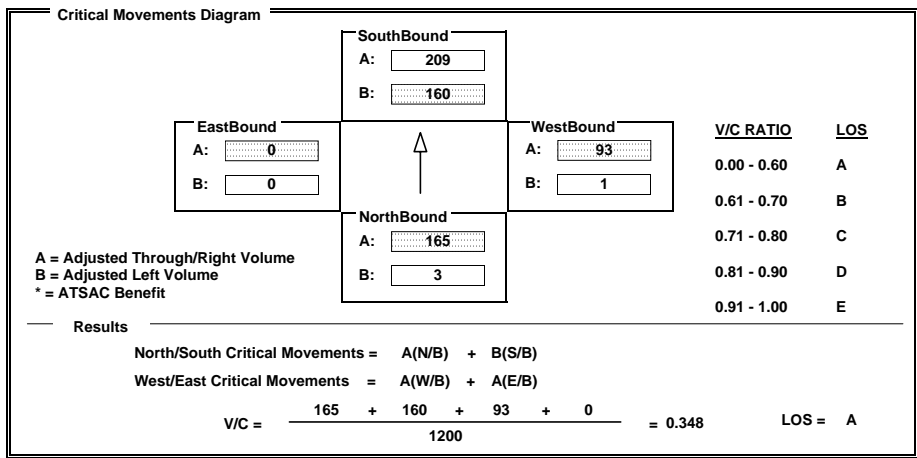 Critical Movements Diagram
SouthBound
A: 209
B: 160
EastBound
A: 0
B: 0
WestBound
A: 93
B: 1
NorthBound
A: 165
B: 3
V/C RATIO LOS
0.00 - 0.60 A
0.61 - 0.70 B
0.71 - 0.80 C
0.81 - 0.90 D
0.91 - 1.00 E
A = Adjusted Through/Right Volume
B = Adjusted Left Volume
* = ATSAC Benefit
Results
North/South Critical Movements = A(N/B) + B(S/B)
West/East Critical Movements = A(W/B) + A(E/B)
V/C = 165 + 160 + 93 + 0 = 0.348 LOS = A
1200